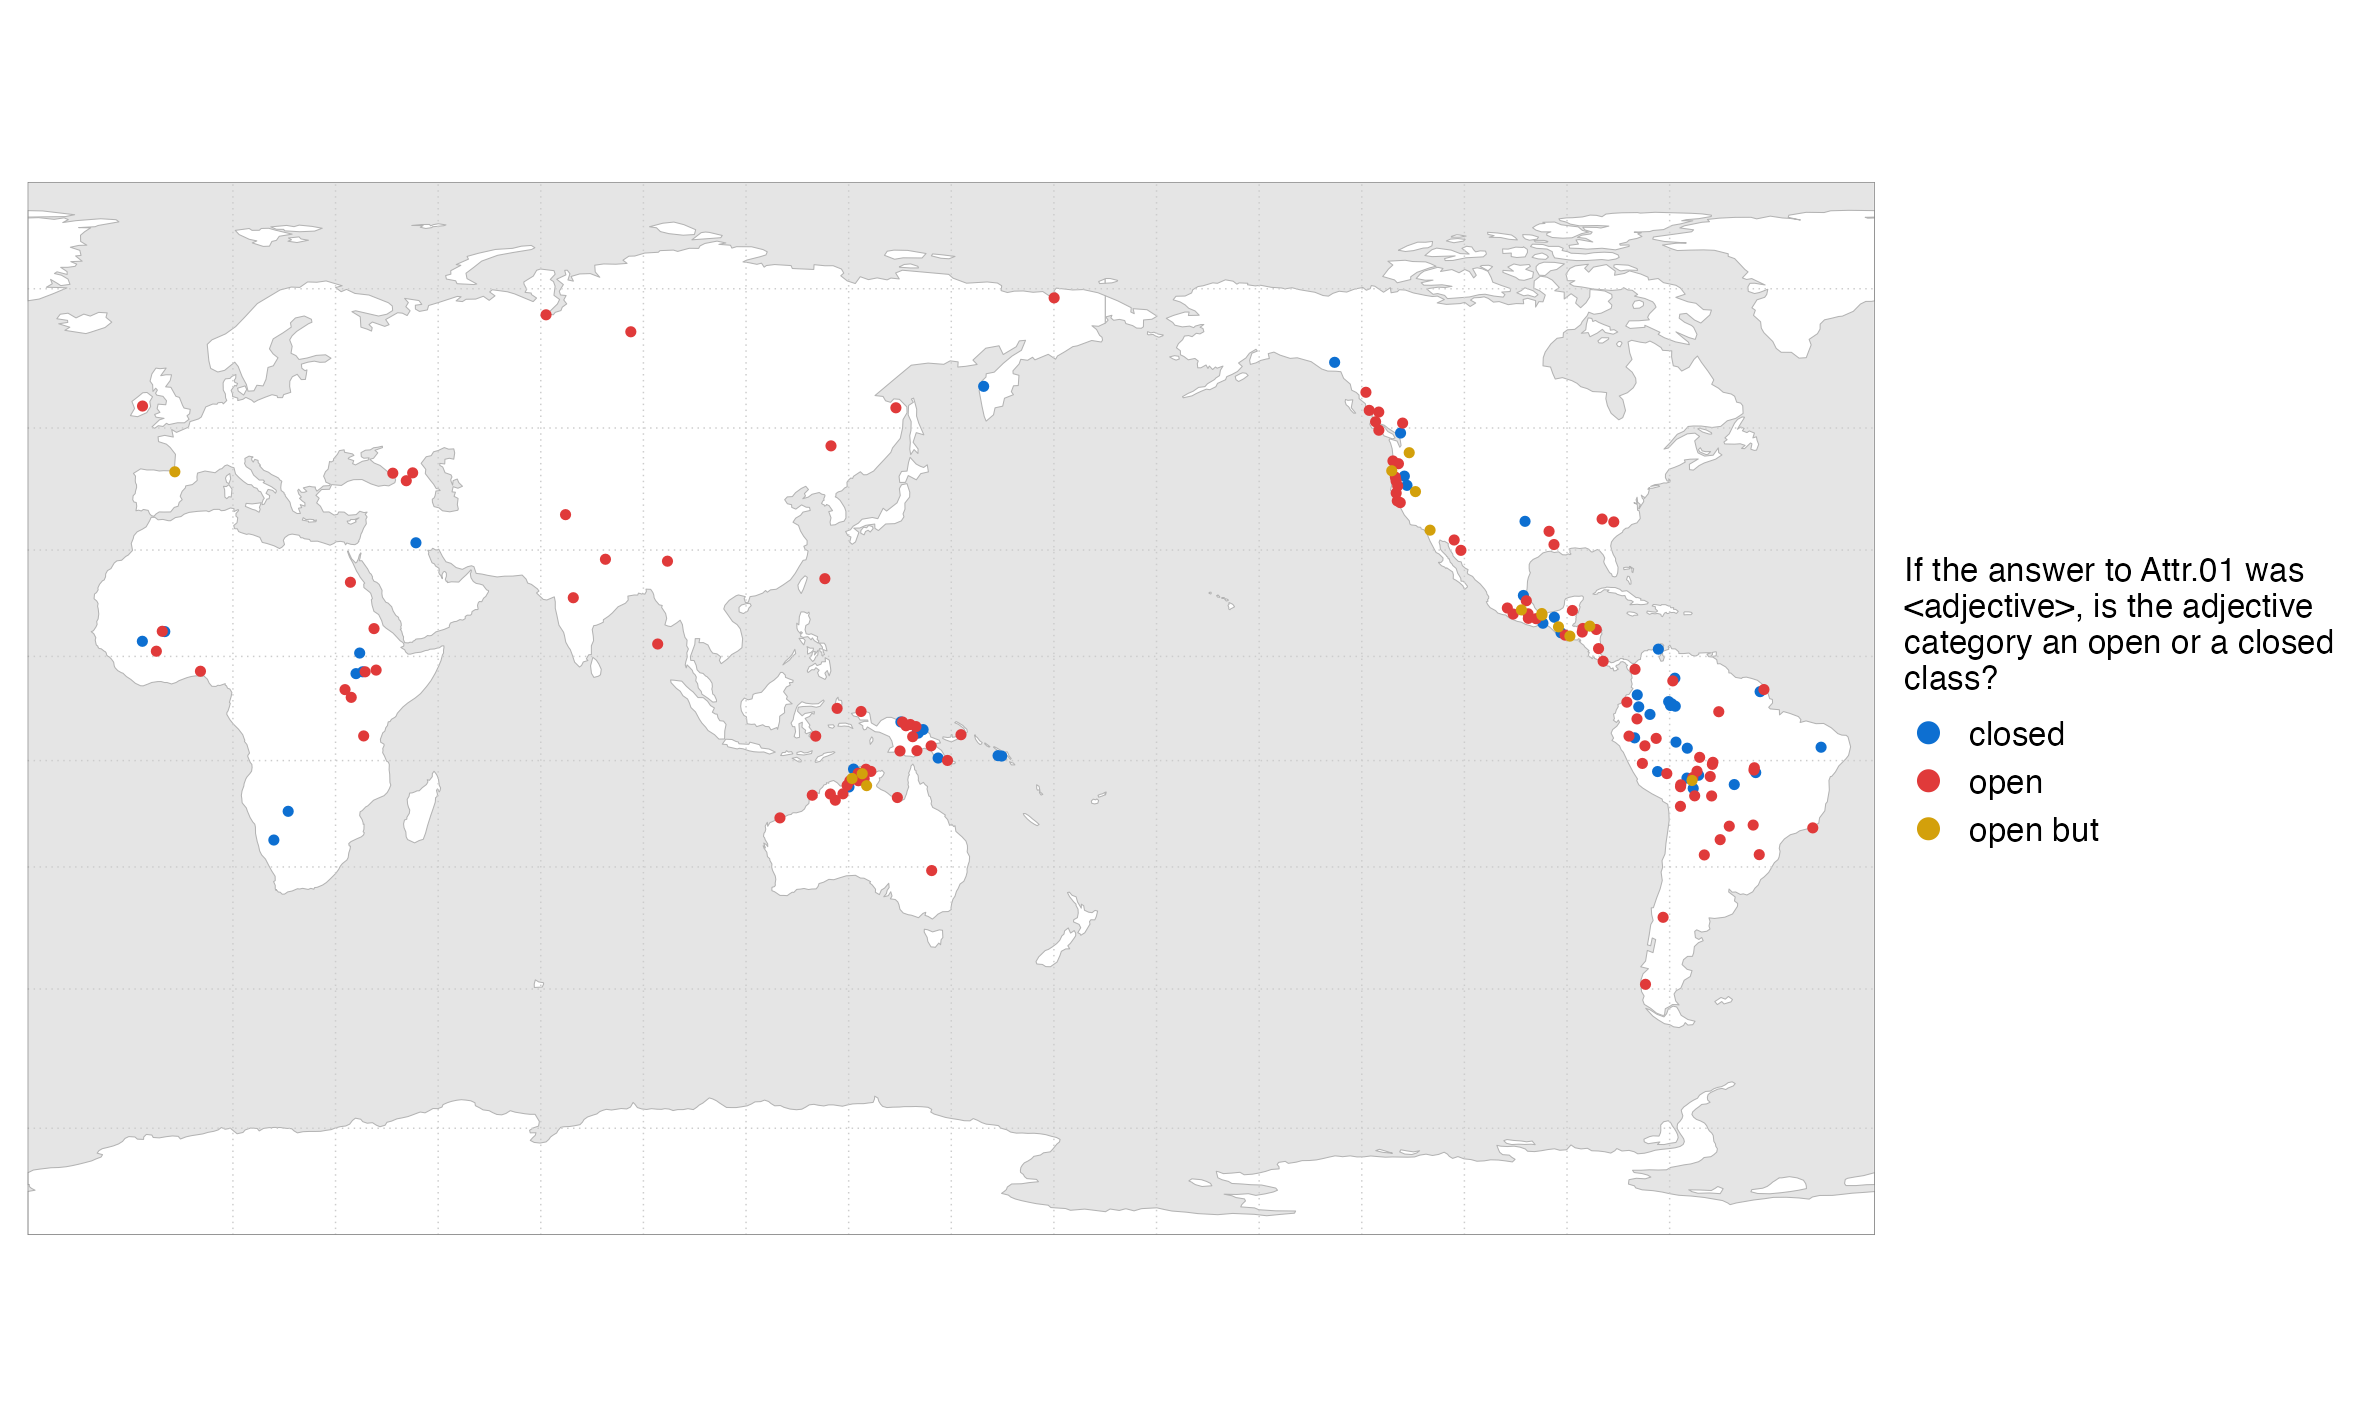 If the answer to Attr.01 was
<adjective>, is the adjective
category an open or a closed
class?
closed
open
open but